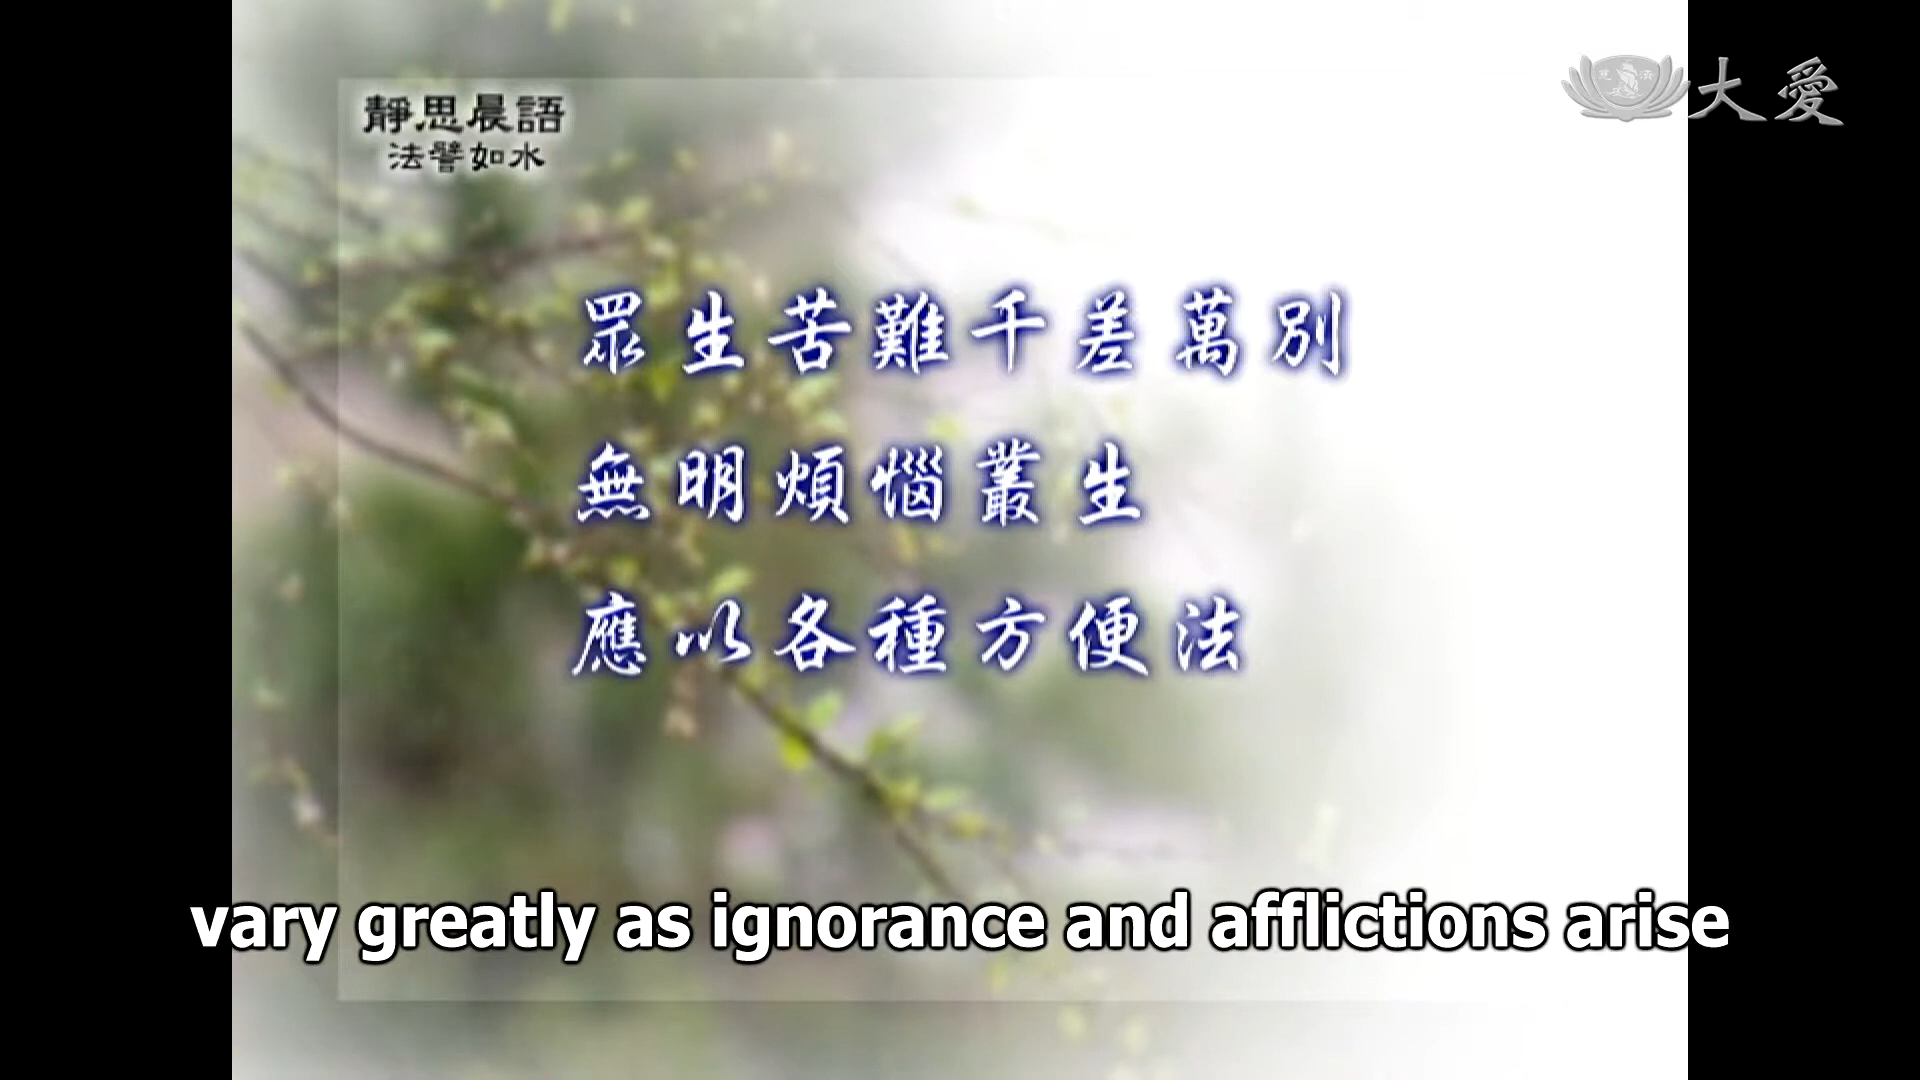 靜思晨語
法譬如水
大愛
眾生苦難千差萬別
無明煩惱叢生
應以各種方便法
vary greatly as ignorance and afflictions arise